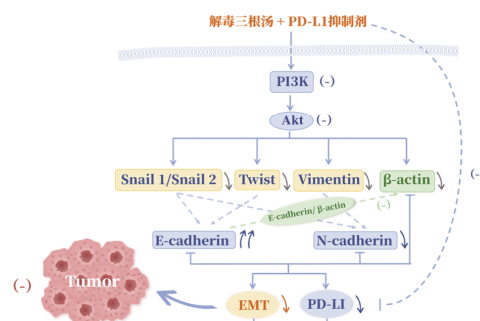 解毒三根汤 + PD-L1抑制剂
PI3K (-)
Akt (-)
Snail 1/Snail 2
Twist
Vimentin
β-actin
(-
E-cadherin/ β-actin
(-)
E-cadherin
N-cadherin
(-)
Tumor
EMT
PD-LI